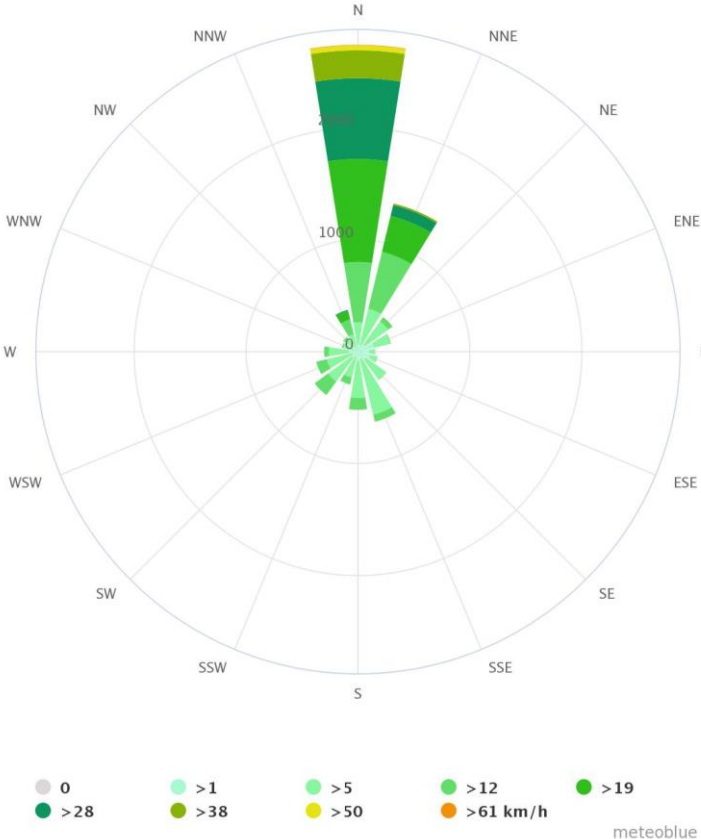 N
NNW
NNE
NW
NE
2000
WNW
ENE
1000
W
0
WSW
ESE
SW
SE
SSW
SSE
S
0 >1 >5 >12 >19
>28 >38 >50 >61 km/h
meteoblue